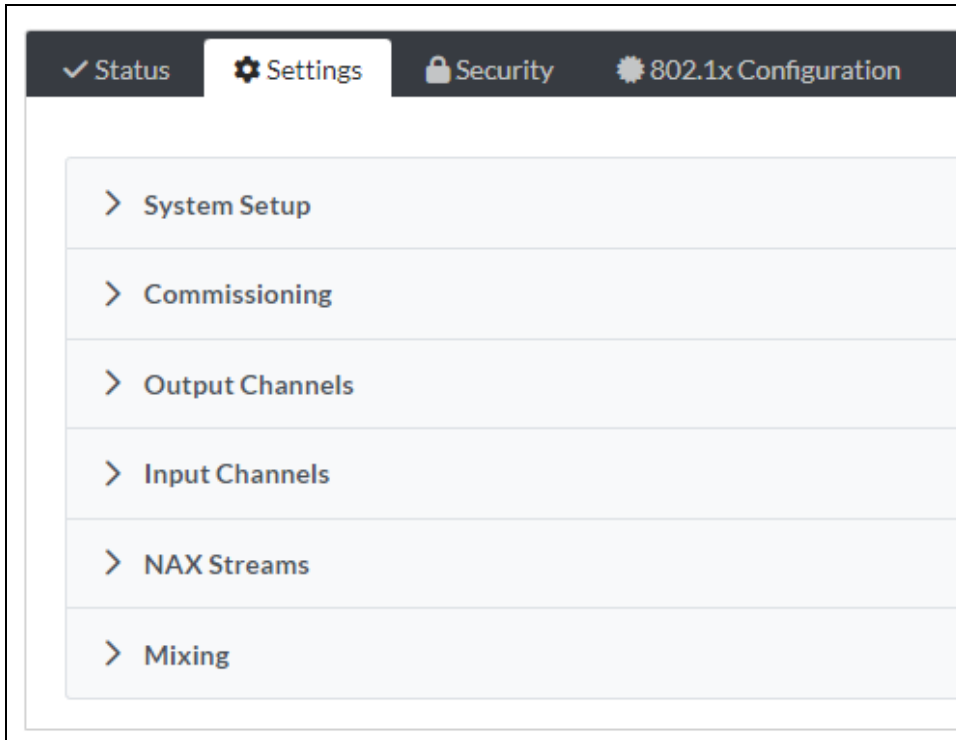 Status Settings Security 802.1x Configuration
System Setup
Commissioning
Output Channels
Input Channels
NAX Streams
Mixing